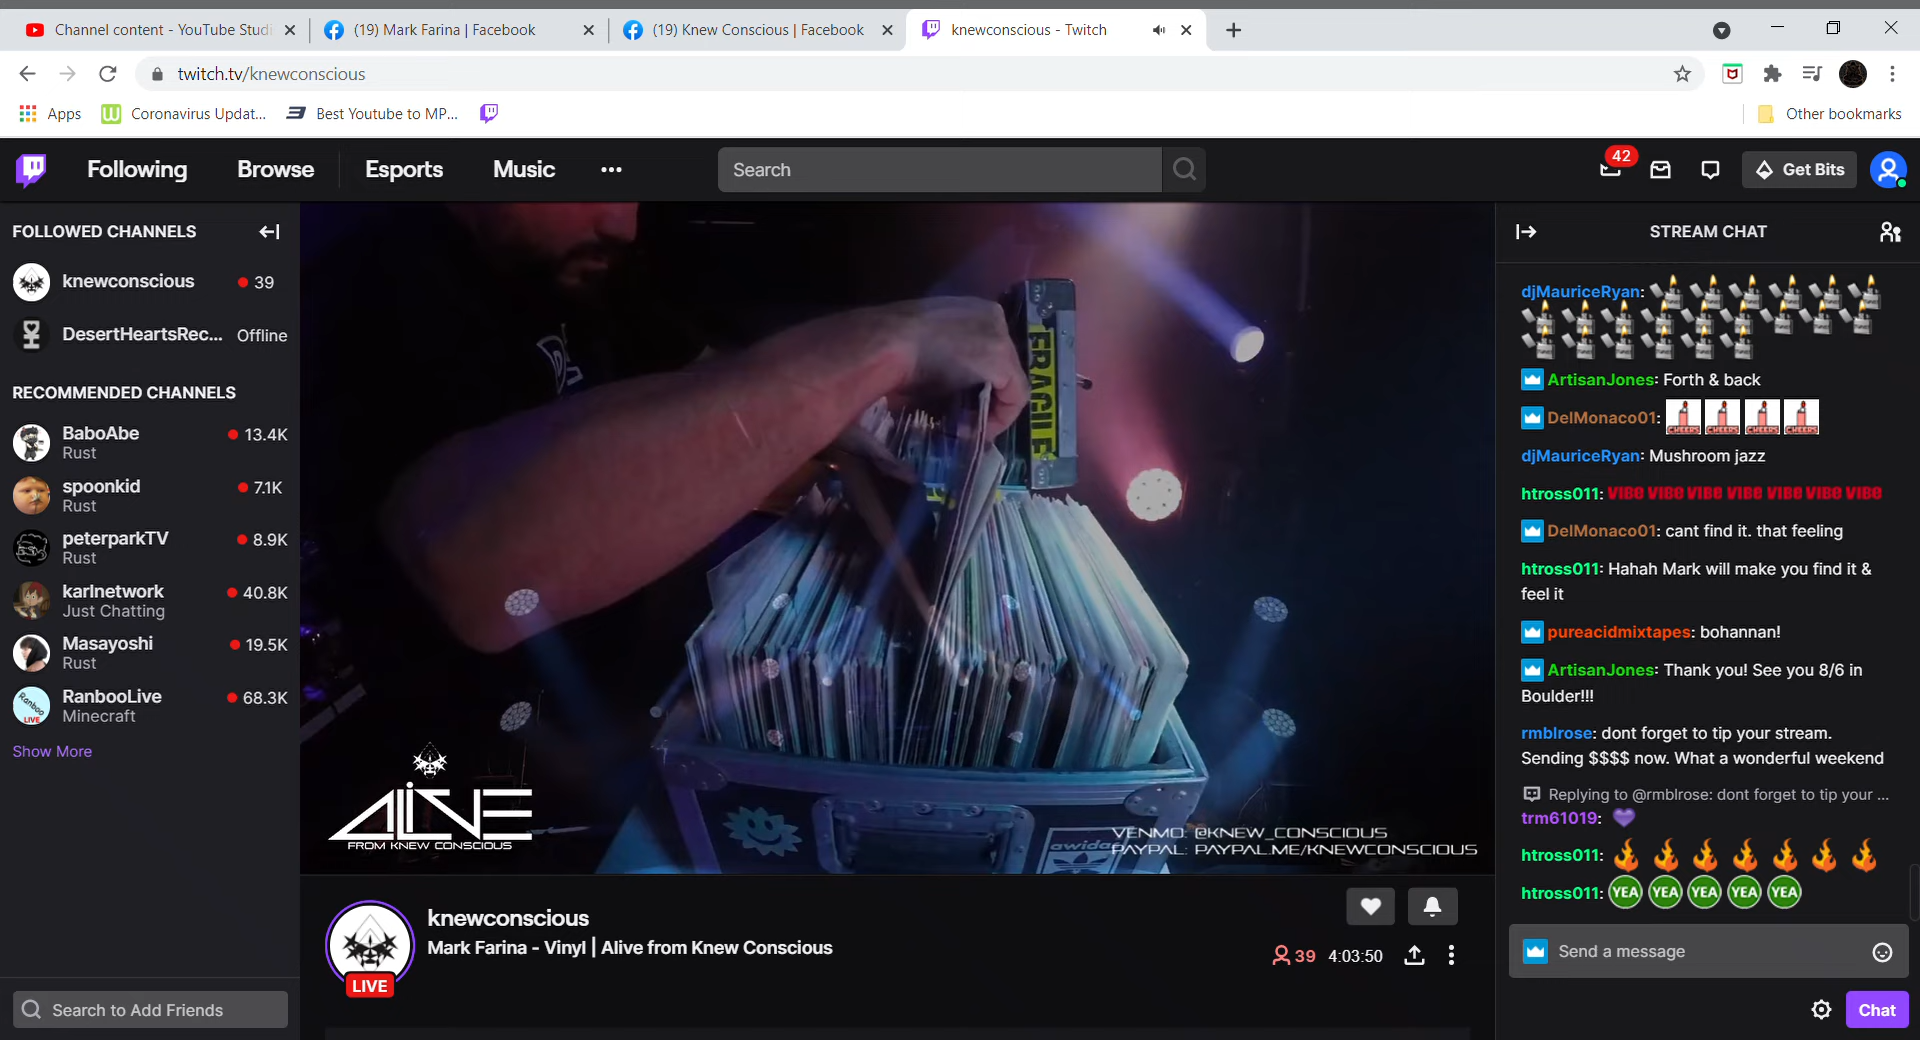 Channel content - YouTube Studi
(19) Mark Farina | Facebook
(19) Knew Conscious | Facebook
knewconscious - Twitch
twitch.tv/knewconscious
Apps
Coronavirus Updat...
Best Youtube to MP...
Other bookmarks
Following
Browse
Esports
Music
Search
42
Get Bits
FOLLOWED CHANNELS
knewconscious
39
DesertHeartsRec...
Offline
RECOMMENDED CHANNELS
BaboAbe
13.4K
Rust
spoonkid
7.1K
Rust
peterparkTV
8.9K
Rust
karlnetwork
40.8K
Just Chatting
Masayoshi
19.5K
Rust
RanbooLive
68.3K
Minecraft
Show More
Search to Add Friends
FRAGILE
ALIVE
FROM KNEW CONSCIOUS
awidas
VENMO: @KNEW_CONSCIOUS
PAYPAL: PAYPAL.ME/KNEWCONSCIOUS
knewconscious
Mark Farina - Vinyl | Alive from Knew Conscious
LIVE
39
4:03:50
STREAM CHAT
djMauriceRyan:
ArtisanJones: Forth & back
DelMonaco01: CHEERS CHEERS CHEERS CHEERS
djMauriceRyan: Mushroom jazz
htross011: VIBE VIBE VIBE VIBE VIBE VIBE VIBE
DelMonaco01: cant find it. that feeling
htross011: Hahah Mark will make you find it &
feel it
pureacidmixtapes: bohannan!
ArtisanJones: Thank you! See you 8/6 in
Boulder!!!
rmblrose: dont forget to tip your stream.
Sending $$$$ now. What a wonderful weekend
Replying to @rmblrose: dont forget to tip your ...
trm61019:
htross011:
htross011: YEA YEA YEA YEA YEA
Send a message
Chat